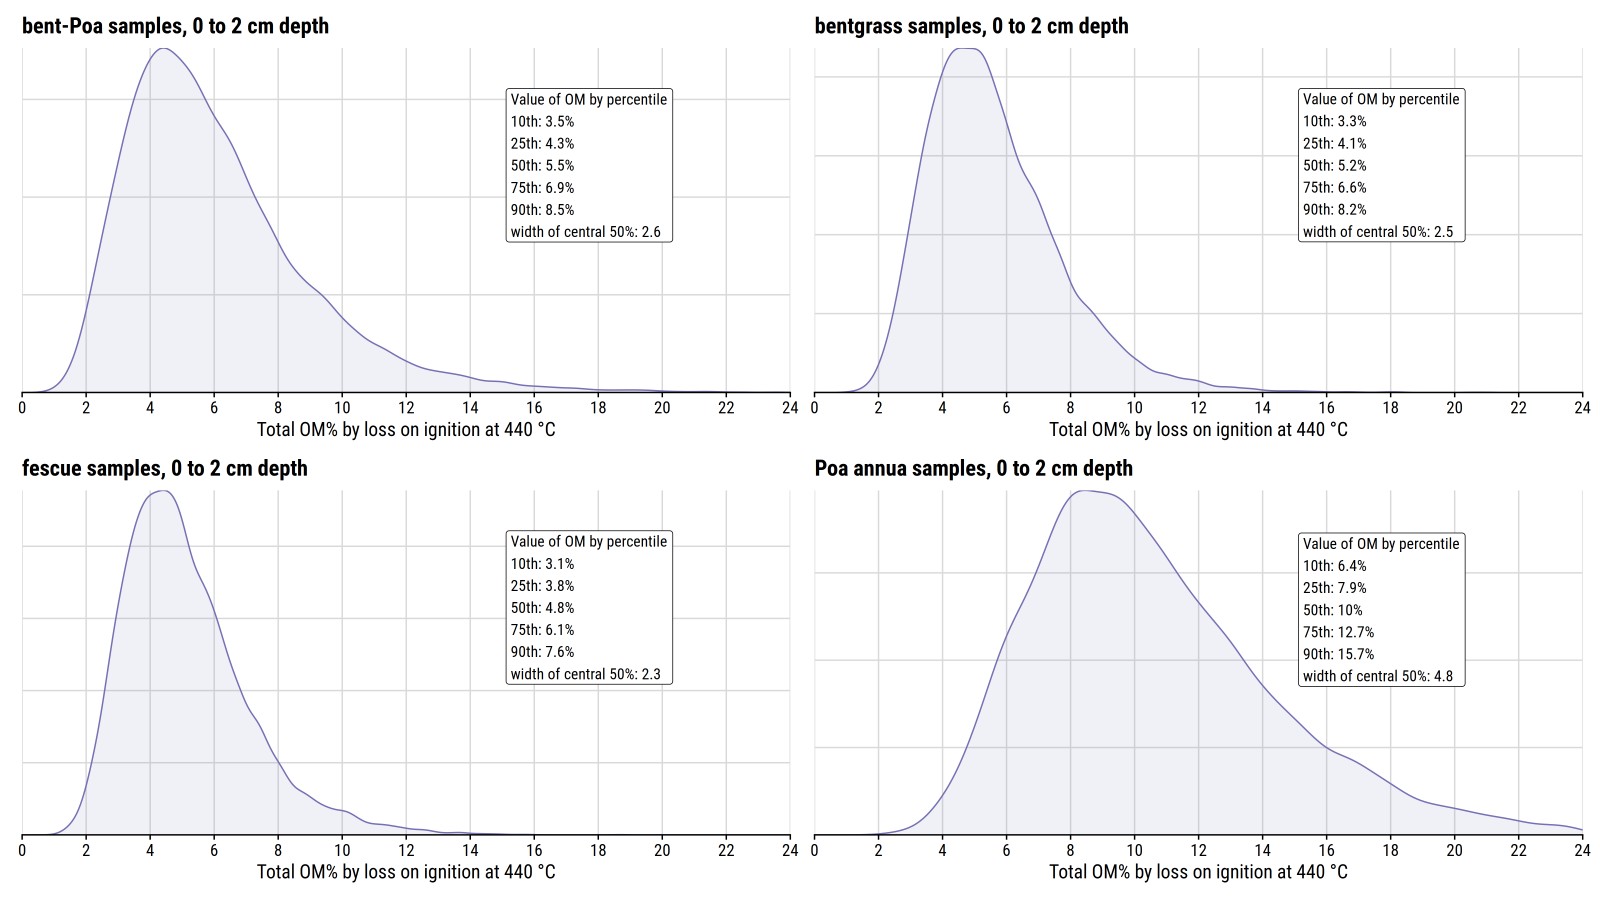 bent-Poa samples, 0 to 2 cm depth
Value of OM by percentile
10th: 3.5%
25th: 4.3%
50th: 5.5%
75th: 6.9%
90th: 8.5%
width of central 50%: 2.6
0 2 4 6 8 10 12 14 16 18 20 22 24
Total OM% by loss on ignition at 440 °C
bentgrass samples, 0 to 2 cm depth
Value of OM by percentile
10th: 3.3%
25th: 4.1%
50th: 5.2%
75th: 6.6%
90th: 8.2%
width of central 50%: 2.5
0 2 4 6 8 10 12 14 16 18 20 22 24
Total OM% by loss on ignition at 440 °C
fescue samples, 0 to 2 cm depth
Value of OM by percentile
10th: 3.1%
25th: 3.8%
50th: 4.8%
75th: 6.1%
90th: 7.6%
width of central 50%: 2.3
0 2 4 6 8 10 12 14 16 18 20 22 24
Total OM% by loss on ignition at 440 °C
Poa annua samples, 0 to 2 cm depth
Value of OM by percentile
10th: 6.4%
25th: 7.9%
50th: 10%
75th: 12.7%
90th: 15.7%
width of central 50%: 4.8
0 2 4 6 8 10 12 14 16 18 20 22 24
Total OM% by loss on ignition at 440 °C